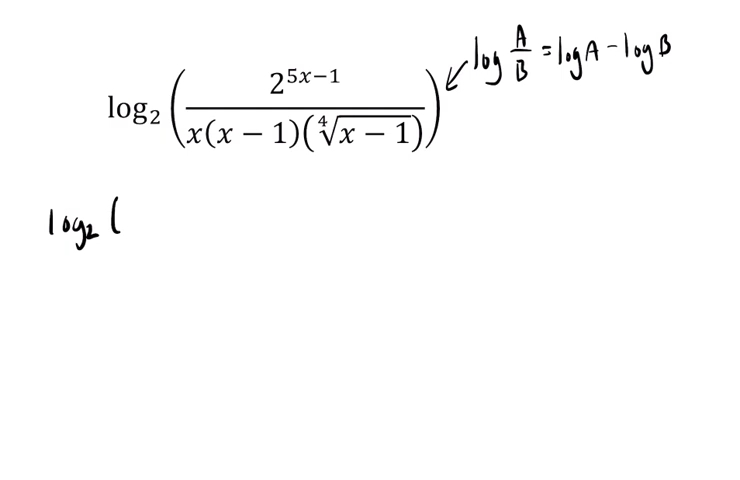 log₂ ( 2^(5x−1) / x(x − 1)(∜(x − 1)) ) ↙ log A/B = log A − log B
log₂ (